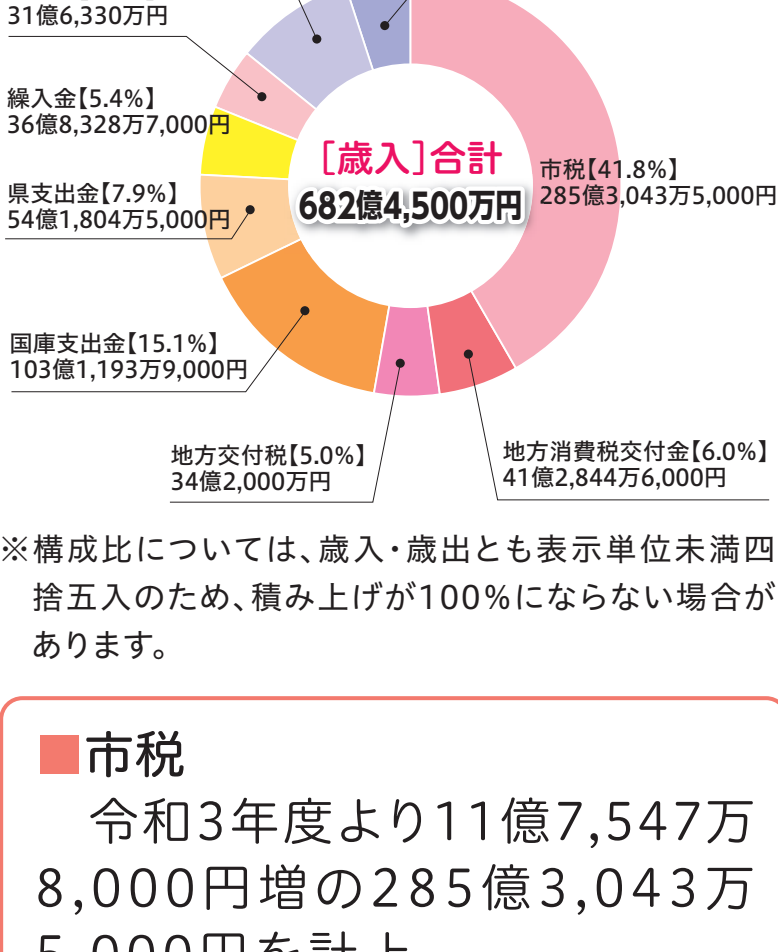 31億6,330万円
繰入金【5.4%】
36億8,328万7,000円
県支出金【7.9%】
54億1,804万5,000円
国庫支出金【15.1%】
103億1,193万9,000円
地方交付税【5.0%】
34億2,000万円
地方消費税交付金【6.0%】
41億2,844万6,000円
市税【41.8%】
285億3,043万5,000円
［歳入］合計
682億4,500万円
※構成比については、歳入・歳出とも表示単位未満四
捨五入のため、積み上げが100%にならない場合が
あります。
■市税
令和3年度より11億7,547万
8,000円増の285億3,043万
5,000円を計上